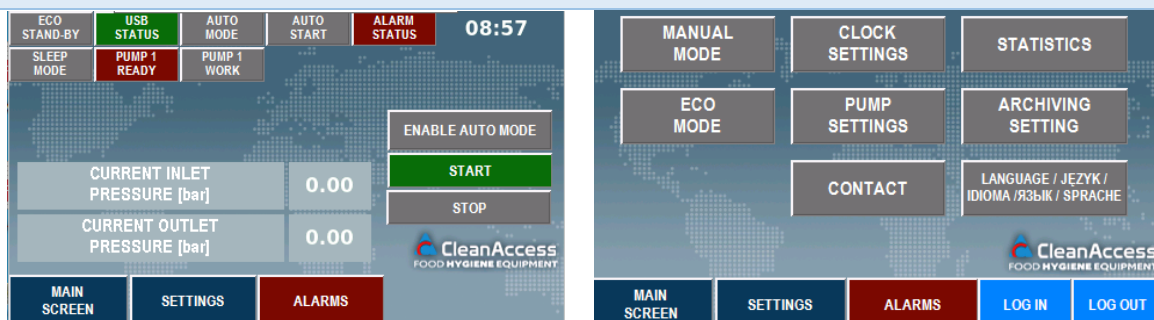 ECO
STAND-BY
USB
STATUS
AUTO
MODE
AUTO
START
ALARM
STATUS
08:57
SLEEP
MODE
PUMP 1
READY
PUMP 1
WORK
ENABLE AUTO MODE
CURRENT INLET
PRESSURE [bar]
0.00
START
STOP
CURRENT OUTLET
PRESSURE [bar]
0.00
CleanAccess
FOOD HYGIENE EQUIPMENT
MAIN
SCREEN
SETTINGS
ALARMS
MANUAL
MODE
CLOCK
SETTINGS
STATISTICS
ECO
MODE
PUMP
SETTINGS
ARCHIVING
SETTING
CONTACT
LANGUAGE / JĘZYK /
IDIOMA /ЯЗЫК / SPRACHE
CleanAccess
FOOD HYGIENE EQUIPMENT
MAIN
SCREEN
SETTINGS
ALARMS
LOG IN
LOG OUT